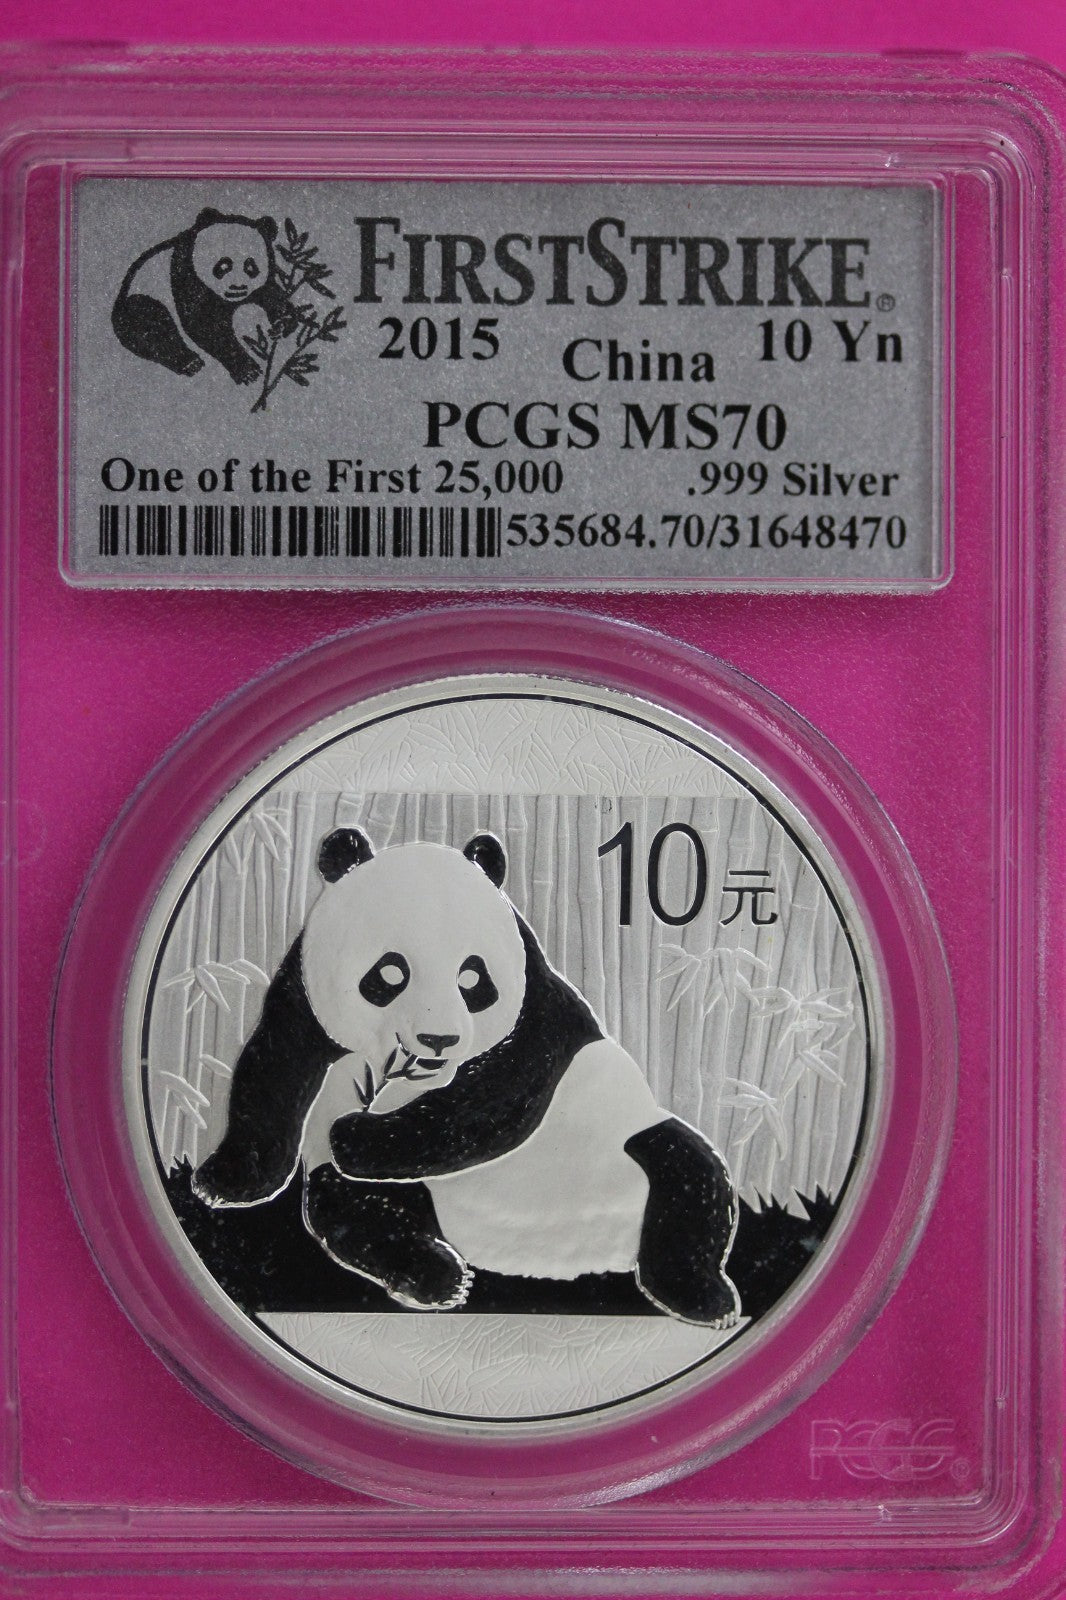 FIRSTSTRIKE®
2015 China 10 Yn
PCGS MS70
One of the First 25,000 .999 Silver
535684.70/31648470
10元
PCGS®